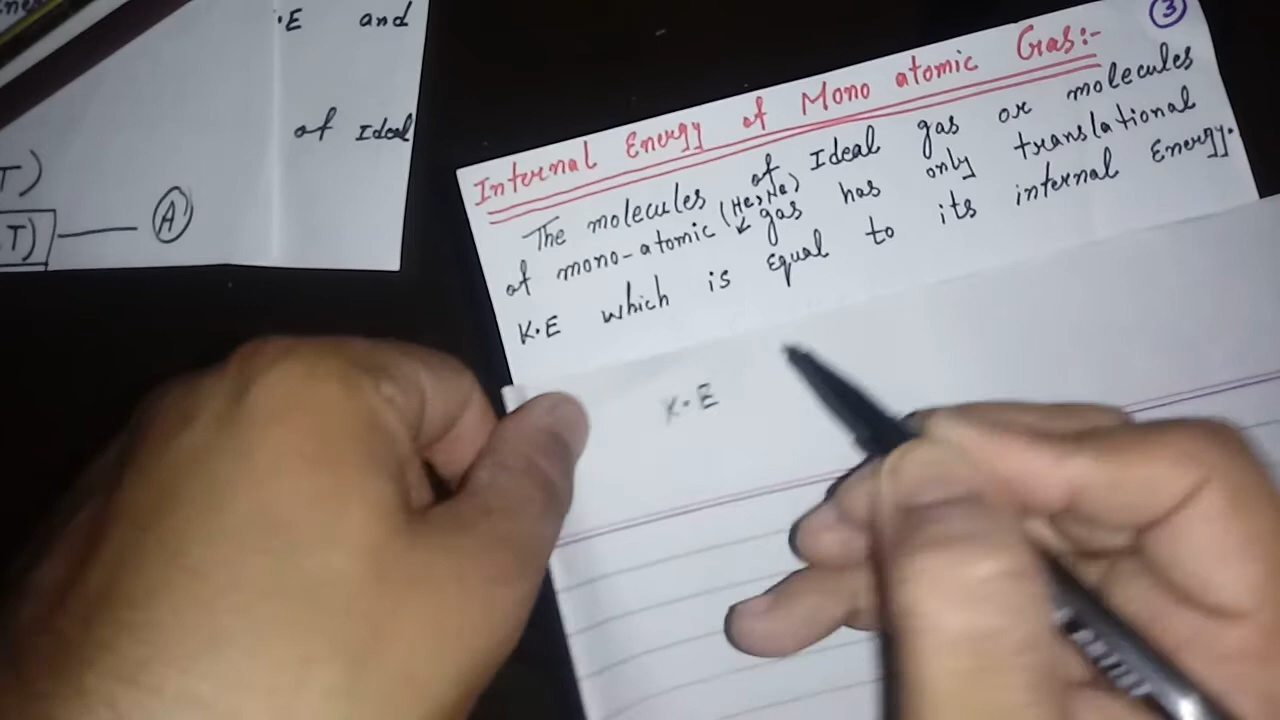 ·E and
of Ideal
T)
T) A
3
Internal Energy of Mono atomic Gas:-
The molecules of Ideal gas or molecules
of mono-atomic (He,Ne) gas has only translational
K.E which is equal to its internal Energy.
K.E